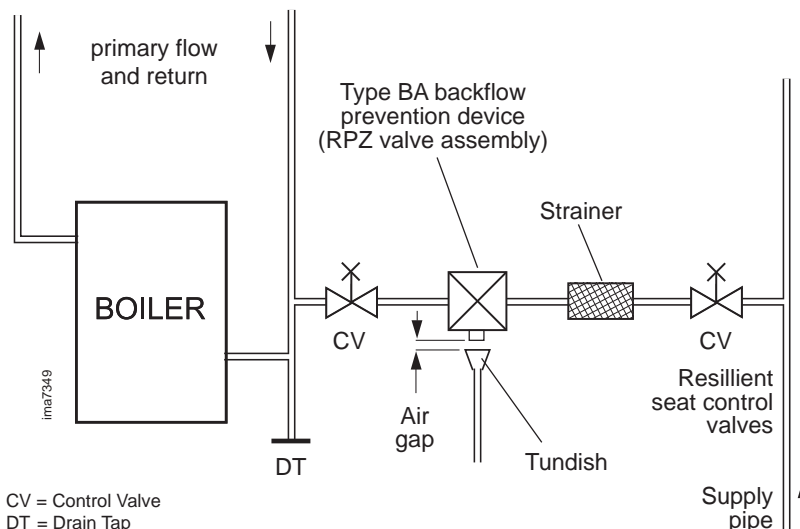 primary flow
and return
Type BA backflow
prevention device
(RPZ valve assembly)
Strainer
BOILER
CV
CV
Resillient
seat control
valves
Air
gap
Tundish
DT
ima7349
CV = Control Valve
DT = Drain Tap
Supply
pipe